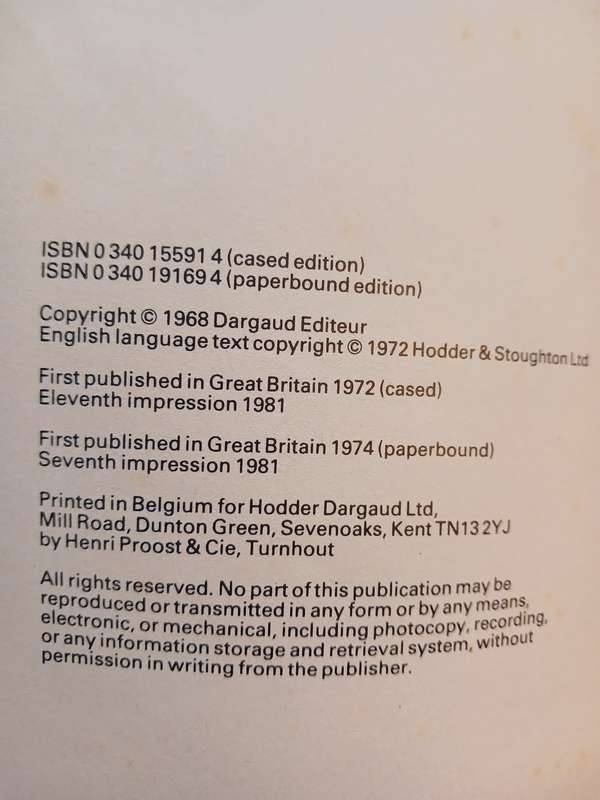 ISBN 0 340 15591 4 (cased edition)
ISBN 0 340 19169 4 (paperbound edition)
Copyright © 1968 Dargaud Editeur
English language text copyright © 1972 Hodder & Stoughton Ltd
First published in Great Britain 1972 (cased)
Eleventh impression 1981
First published in Great Britain 1974 (paperbound)
Seventh impression 1981
Printed in Belgium for Hodder Dargaud Ltd,
Mill Road, Dunton Green, Sevenoaks, Kent TN13 2YJ
by Henri Proost & Cie, Turnhout
All rights reserved. No part of this publication may be
reproduced or transmitted in any form or by any means,
electronic, or mechanical, including photocopy, recording,
or any information storage and retrieval system, without
permission in writing from the publisher.